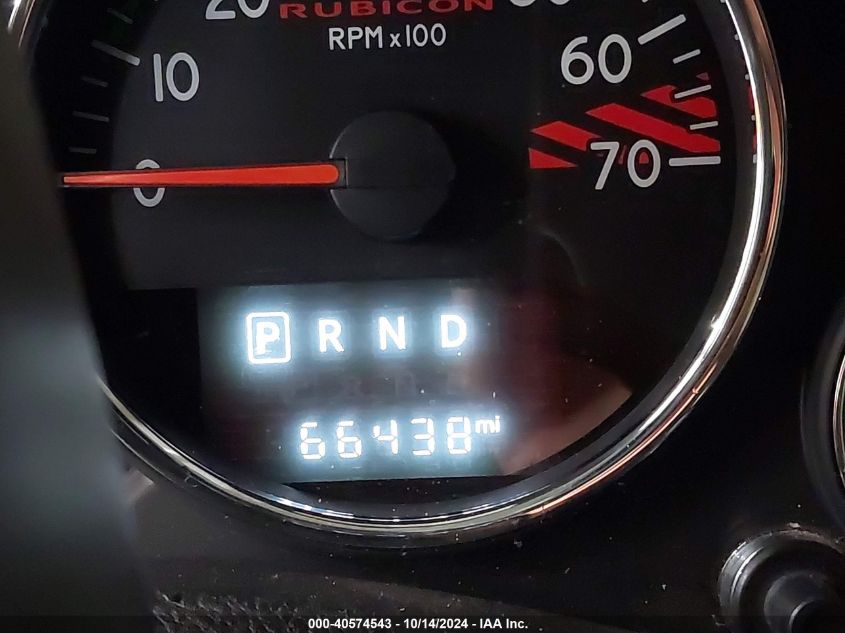 20 RUBICON
RPM x100
10
60
0
70
P R N D
66438 mi
000-40574543 - 10/14/2024 - IAA Inc.